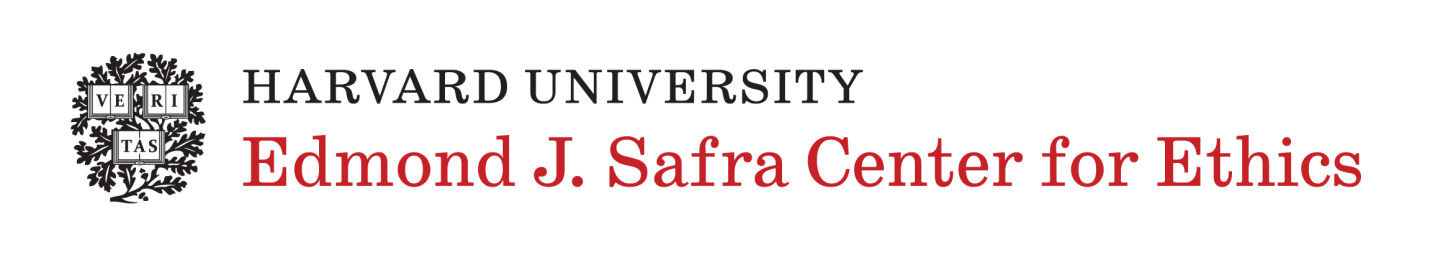 VE RI
TAS
HARVARD UNIVERSITY
Edmond J. Safra Center for Ethics